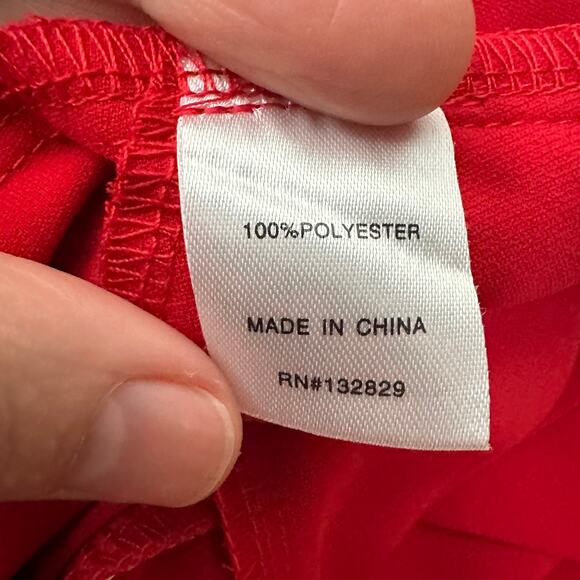 100%POLYESTER
MADE IN CHINA
RN#132829